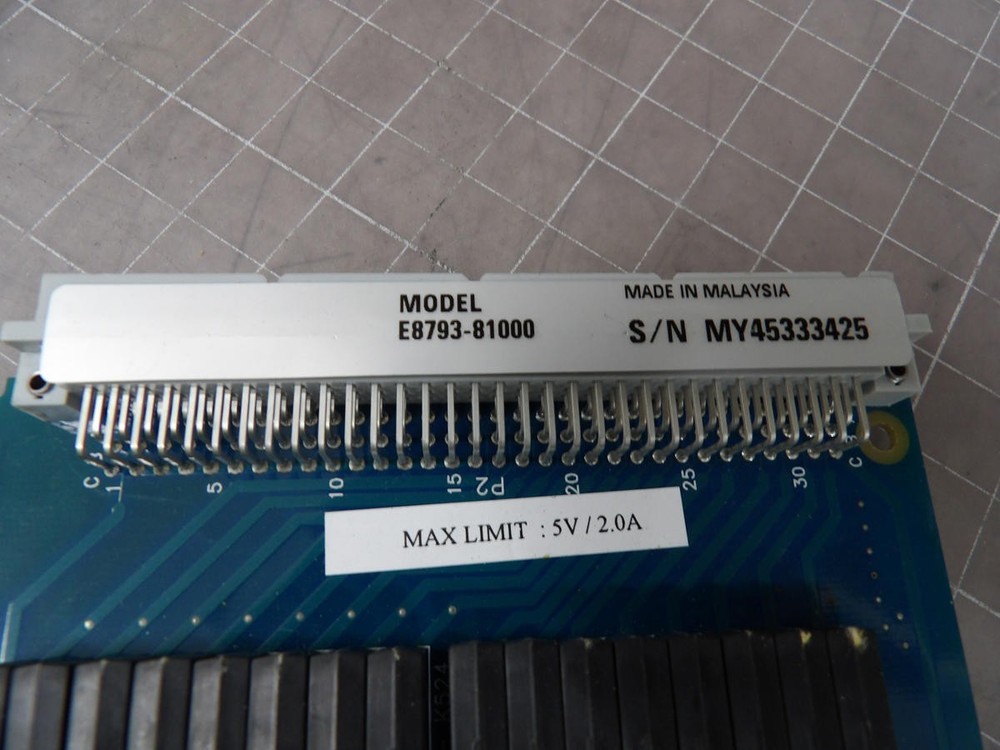 MODEL
E8793-81000
MADE IN MALAYSIA
S/N MY45333425
C
1
5
10
15
P2
20
25
30
C
MAX LIMIT : 5V / 2.0A
K524